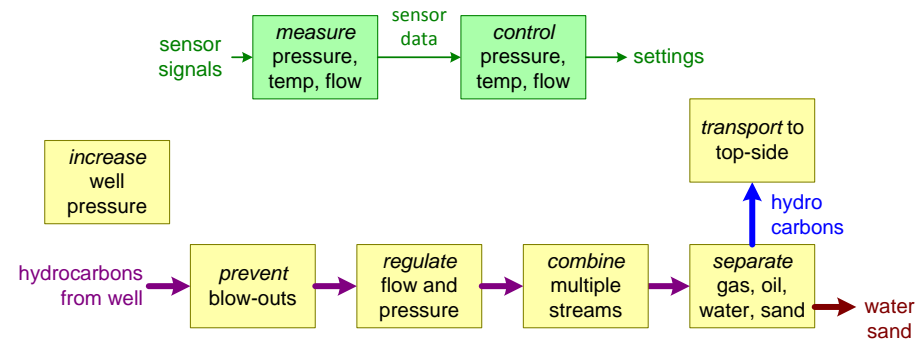 sensor
signals
measure
pressure,
temp, flow
sensor
data
control
pressure,
temp, flow
settings
increase
well
pressure
transport to
top-side
hydro
carbons
hydrocarbons
from well
prevent
blow-outs
regulate
flow and
pressure
combine
multiple
streams
separate
gas, oil,
water, sand
water
sand